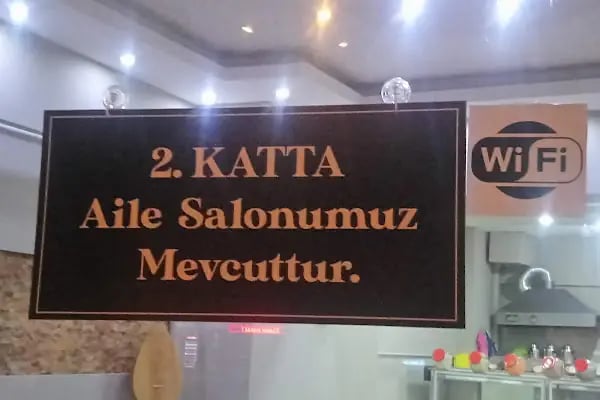 2. KATTA
Aile Salonumuz
Mevcuttur.
WiFi